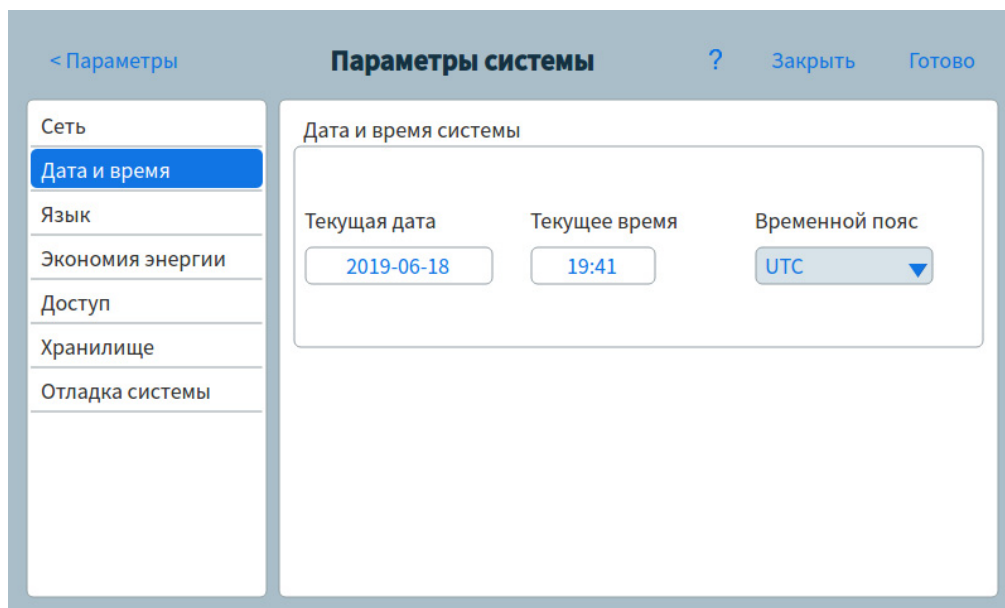 < Параметры
Параметры системы
?
Закрыть
Готово
Сеть
Дата и время
Язык
Экономия энергии
Доступ
Хранилище
Отладка системы
Дата и время системы
Текущая дата
Текущее время
Временной пояс
2019-06-18
19:41
UTC